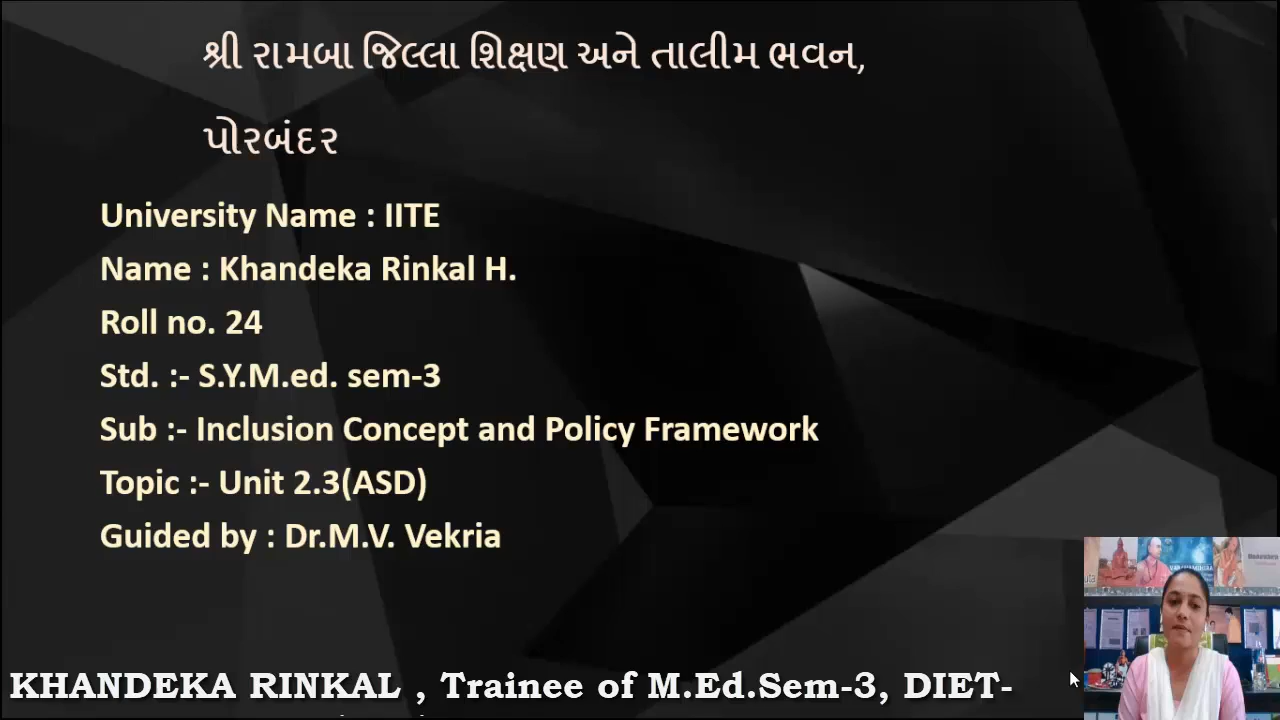 શ્રી રામબા જિલ્લા શિક્ષણ અને તાલીમ ભવન,
પોરબંદર
University Name : IITE
Name : Khandeka Rinkal H.
Roll no. 24
Std. :- S.Y.M.ed. sem-3
Sub :- Inclusion Concept and Policy Framework
Topic :- Unit 2.3(ASD)
Guided by : Dr.M.V. Vekria
KHANDEKA RINKAL , Trainee of M.Ed.Sem-3, DIET-